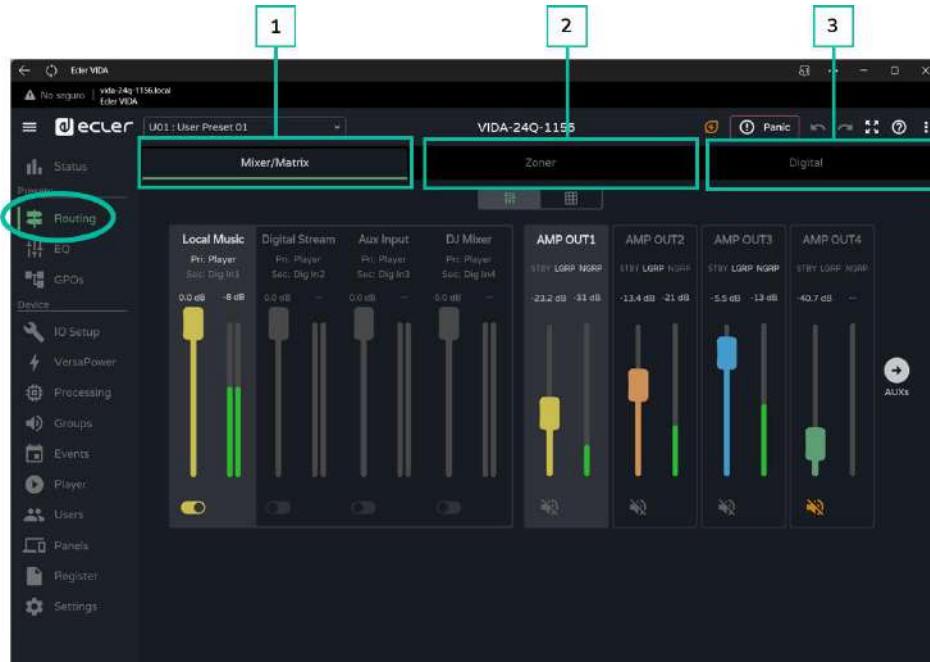 1
2
3
Ecler VIDA
No seguro
vida-24q-1156.local
Ecler VIDA
ecler
U01 : User Preset 01
VIDA-24Q-1156
Panic
Status
Mixer/Matrix
Zoner
Digital
Presets
Routing
EQ
GPOs
Device
IO Setup
VersaPower
Processing
Groups
Events
Player
Users
Panels
Register
Settings
Local Music
Digital Stream
Aux Input
DJ Mixer
Pri: Player
Pri: Player
Pri: Player
Pri: Player
Sec: Dig In1
Sec: Dig In2
Sec: Dig In3
Sec: Dig In4
0.0 dB -8 dB
0.0 dB --
0.0 dB --
0.0 dB --
AMP OUT1
AMP OUT2
AMP OUT3
AMP OUT4
STBY LGRP NGRP
STBY LGRP NGRP
STBY LGRP NGRP
STBY LGRP NGRP
-23.2 dB -31 dB
-13.4 dB -21 dB
-5.5 dB -13 dB
-40.7 dB --
AUXs